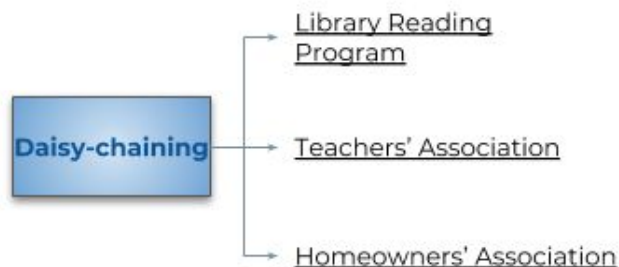 Library Reading
Program
Daisy-chaining
Teachers’ Association
Homeowners’ Association